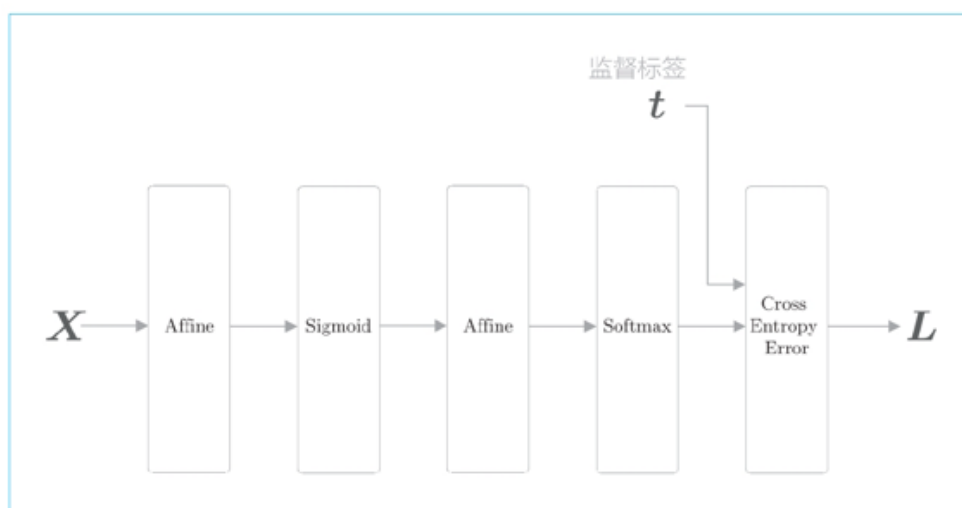 监督标签
t
X
Affine
Sigmoid
Affine
Softmax
Cross
Entropy
Error
L